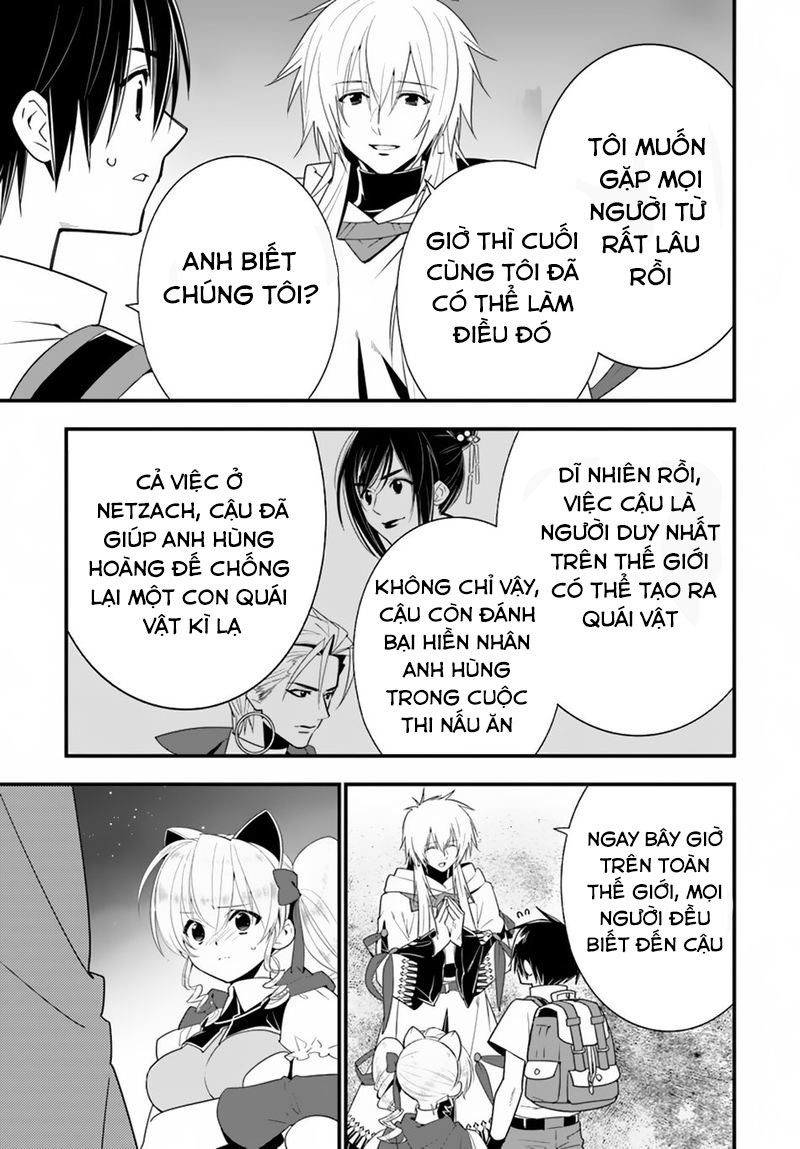 TÔI MUỐN
GẶP MỌI
NGƯỜI TỪ
RẤT LÂU
RỒI
GIỜ THÌ CUỐI
CÙNG TÔI ĐÃ
CÓ THỂ LÀM
ĐIỀU ĐÓ
ANH BIẾT
CHÚNG TÔI?
DĨ NHIÊN RỒI,
VIỆC CẬU LÀ
NGƯỜI DUY NHẤT
TRÊN THẾ GIỚI
CÓ THỂ TẠO RA
QUÁI VẬT
KHÔNG CHỈ VẬY,
CẬU CÒN ĐÁNH
BẠI HIỀN NHÂN
ANH HÙNG
TRONG CUỘC
THI NẤU ĂN
CẢ VIỆC Ở
NETZACH, CẬU ĐÃ
GIÚP ANH HÙNG
HOÀNG ĐẾ CHỐNG
LẠI MỘT CON QUÁI
VẬT KÌ LẠ
NGAY BÂY GIỜ
TRÊN TOÀN
THẾ GIỚI, MỌI
NGƯỜI ĐỀU
BIẾT ĐẾN CẬU